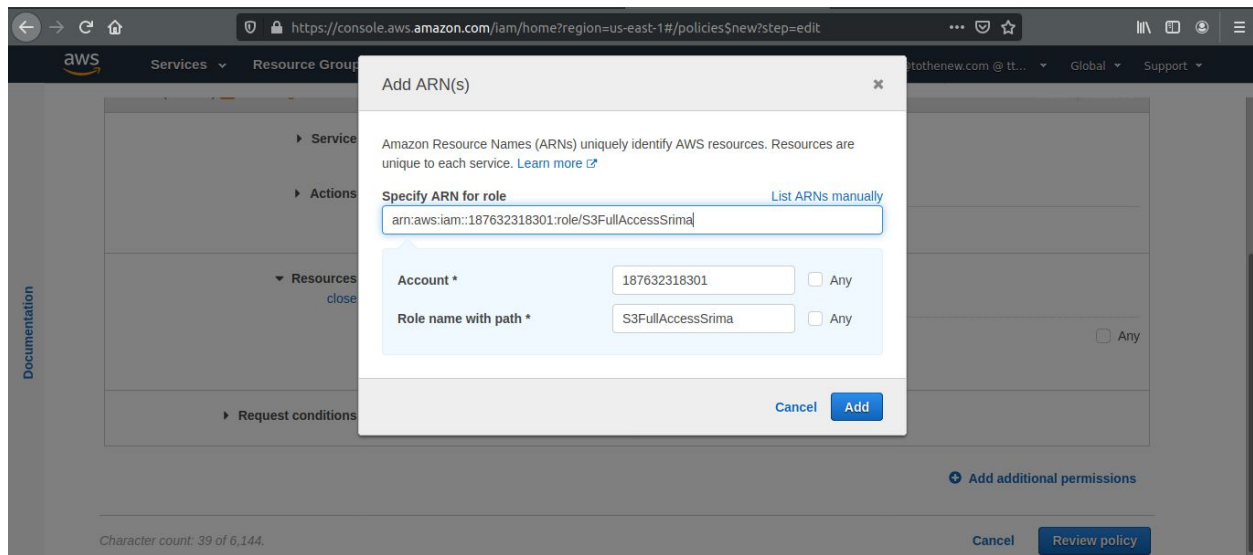 https://console.aws.amazon.com/iam/home?region=us-east-1#/policies$new?step=edit
aws Services Resource Group tothenew.com @ tt... Global Support
Add ARN(s)
Service
Amazon Resource Names (ARNs) uniquely identify AWS resources. Resources are
unique to each service. Learn more
Actions
Specify ARN for role List ARNs manually
arn:aws:iam::187632318301:role/S3FullAccessSrima
Resources
close
Account * 187632318301 Any
Role name with path * S3FullAccessSrima Any
Any
Documentation
Cancel Add
Request conditions
Add additional permissions
Character count: 39 of 6,144.
Cancel Review policy